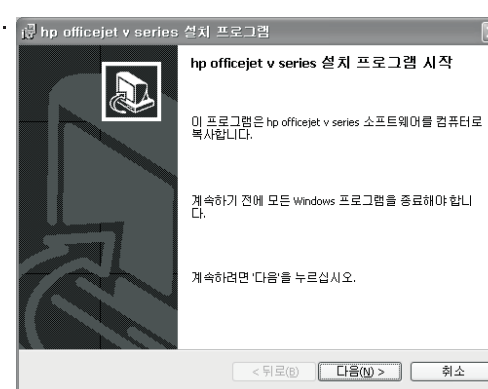 hp officejet v series 설치 프로그램
hp officejet v series 설치 프로그램 시작
이 프로그램은 hp officejet v series 소프트웨어를 컴퓨터로
복사합니다.
계속하기 전에 모든 Windows 프로그램을 종료해야 합니
다.
계속하려면 '다음'을 누르십시오.
< 뒤로(B)
다음(N) >
취소